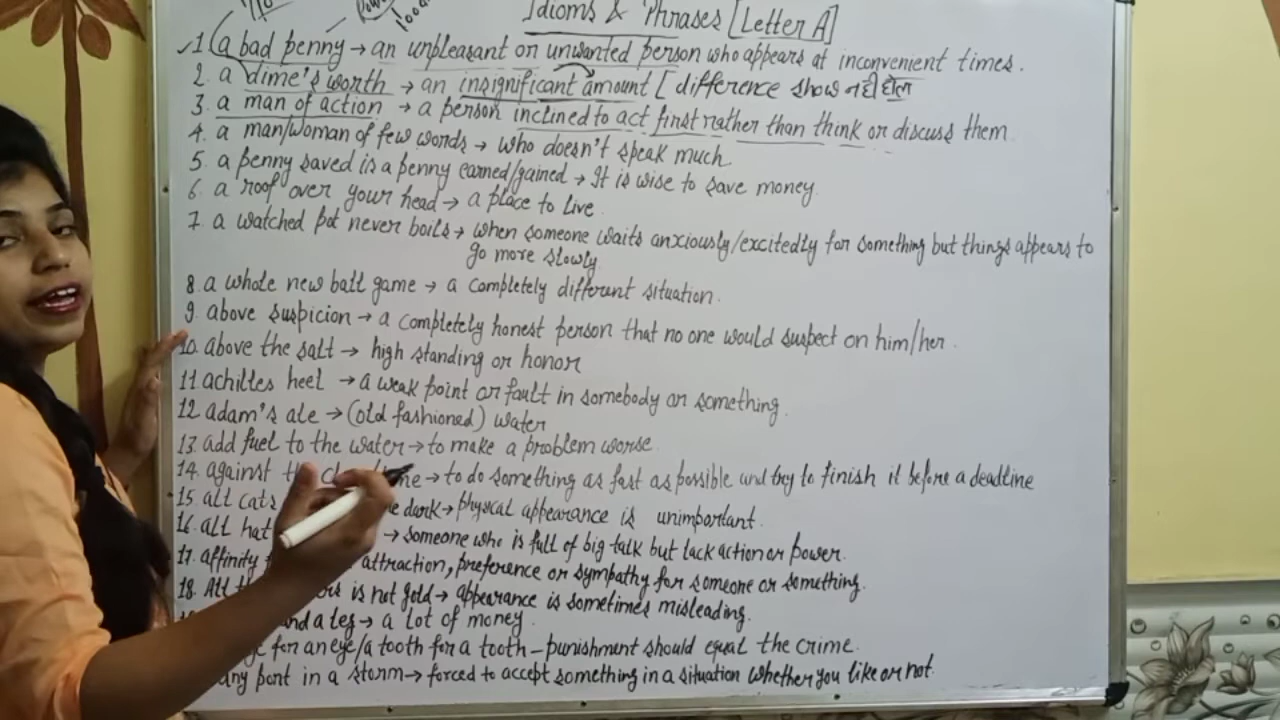 Idioms & Phrases [Letter A]
1 a bad penny → an unpleasant or unwanted person who appears at inconvenient times.
2. a dime's worth → an insignificant amount [ difference show नही होता
3. a man of action → a person inclined to act first rather than think or discuss them
4. a man/woman of few words → who doesn't speak much.
5. a penny saved is a penny earned/gained → It is wise to save money.
6. a roof over your head → a place to live.
7. a watched pot never boils → when someone waits anxiously/excitedly for something but things appears to
go more slowly.
8. a whole new ball game → a completely different situation.
9. above suspicion → a completely honest person that no one would suspect on him/her.
10. above the salt → high standing or honor
11 achilles heel → a weak point or fault in somebody or something.
12 adam's ale → (old fashioned) water
13. add fuel to the water → to make a problem worse.
14. against → to do something as fast as possible and try to finish it before a deadline
15. all cats dark → physical appearance is unimportant.
16. all hat → someone who is full of big talk but lack action or power.
17. affinity attraction, preference or sympathy for someone or something.
18. All is not gold → appearance is sometimes misleading.
and a leg → a lot of money.
for an eye/a tooth for a tooth - punishment should equal the crime.
any port in a storm → forced to accept something in a situation whether you like or not.